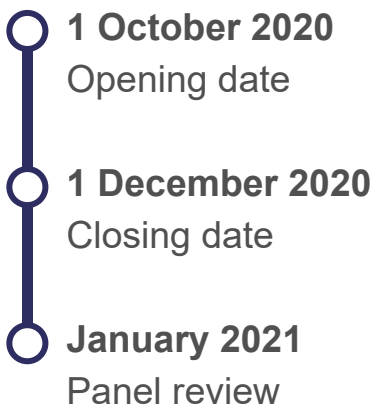 1 October 2020
Opening date
1 December 2020
Closing date
January 2021
Panel review